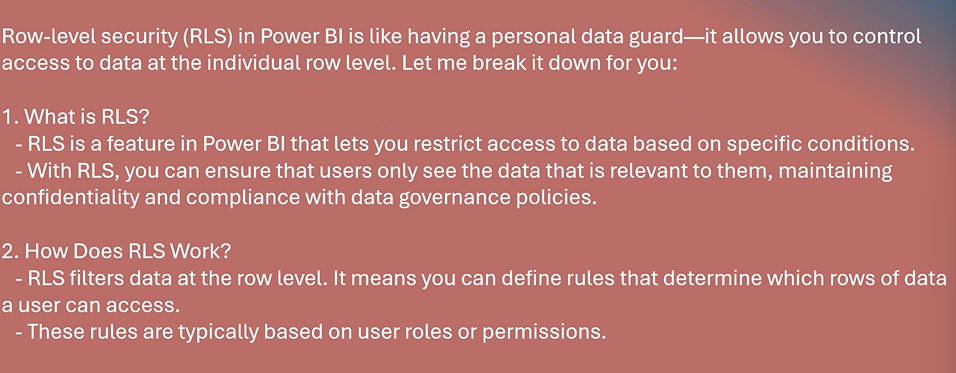 Row-level security (RLS) in Power BI is like having a personal data guard—it allows you to control
access to data at the individual row level. Let me break it down for you:
1. What is RLS?
- RLS is a feature in Power BI that lets you restrict access to data based on specific conditions.
- With RLS, you can ensure that users only see the data that is relevant to them, maintaining
confidentiality and compliance with data governance policies.
2. How Does RLS Work?
- RLS filters data at the row level. It means you can define rules that determine which rows of data
a user can access.
- These rules are typically based on user roles or permissions.